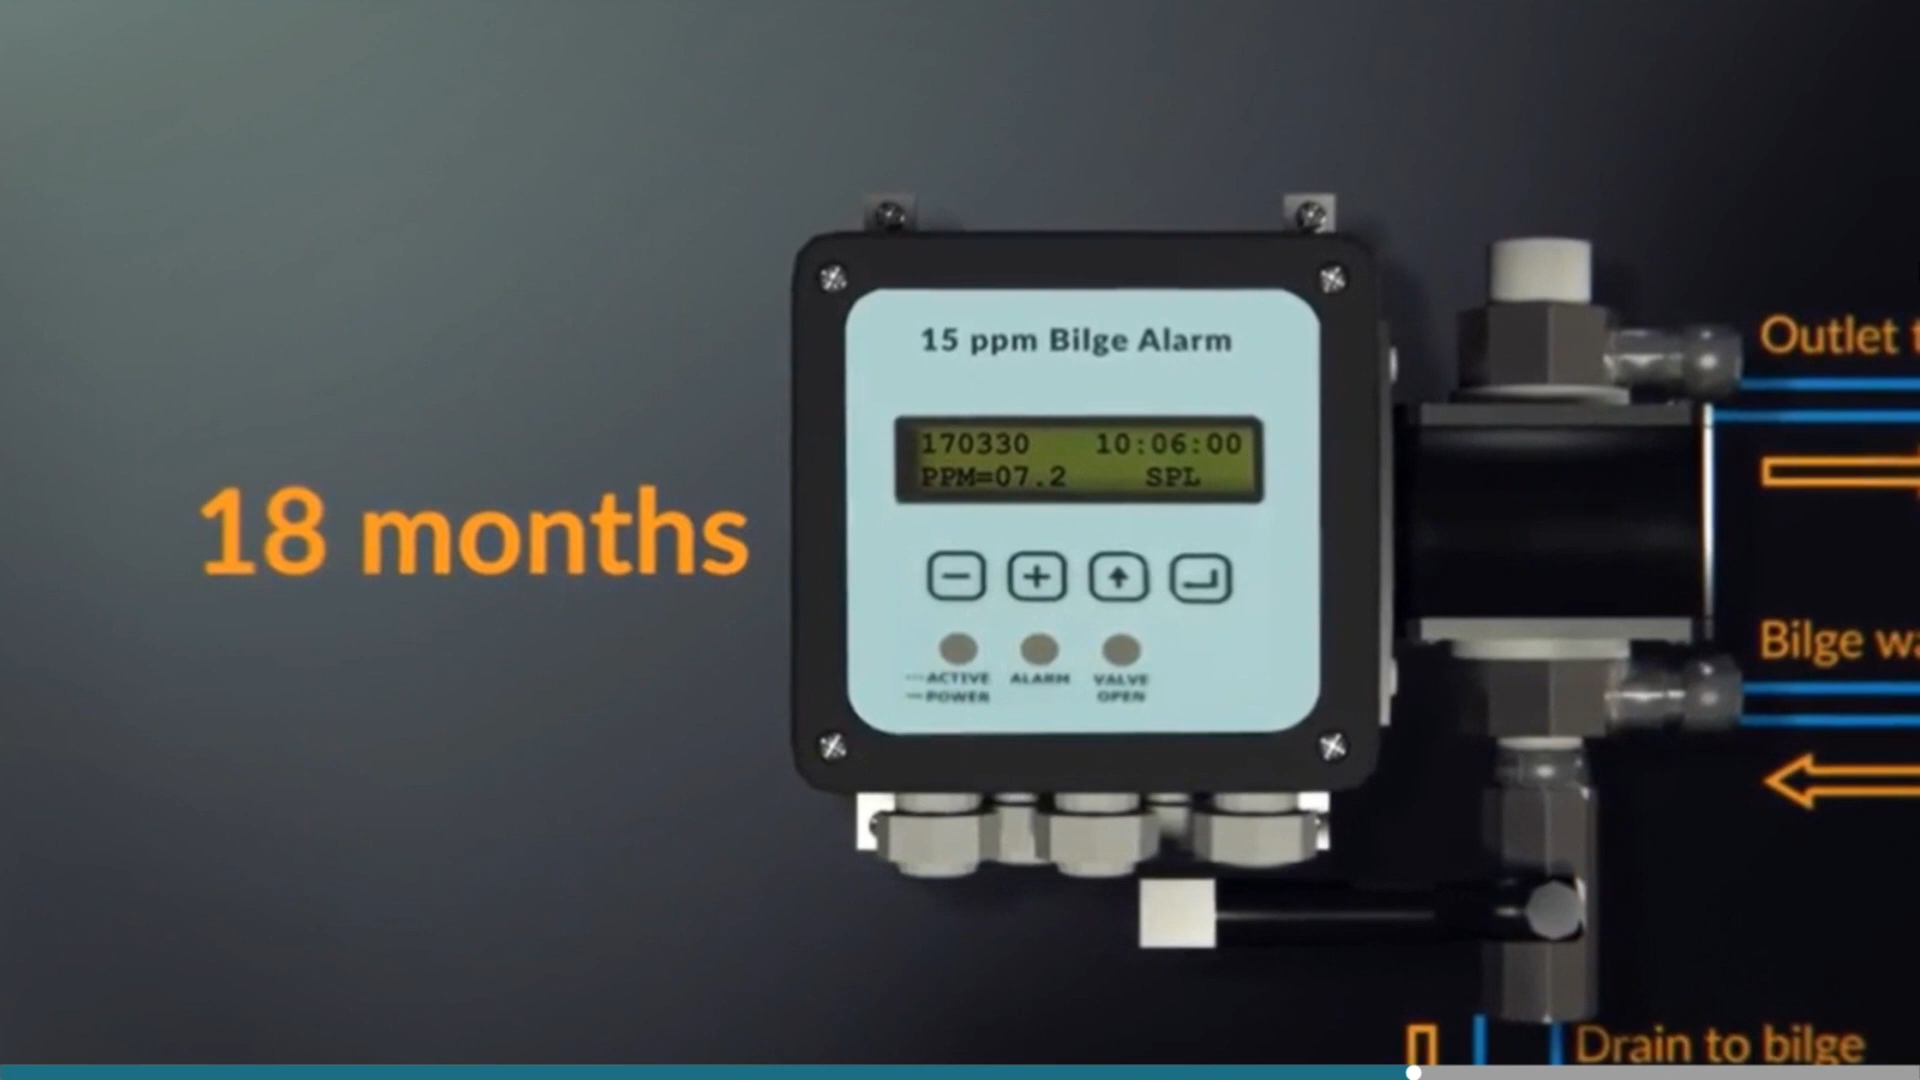 15 ppm Bilge Alarm
170330 10:06:00
PPM=07.2 SPL
ACTIVE
POWER
ALARM
VALVE
OPEN
18 months
Outlet
Bilge
Drain to bilge